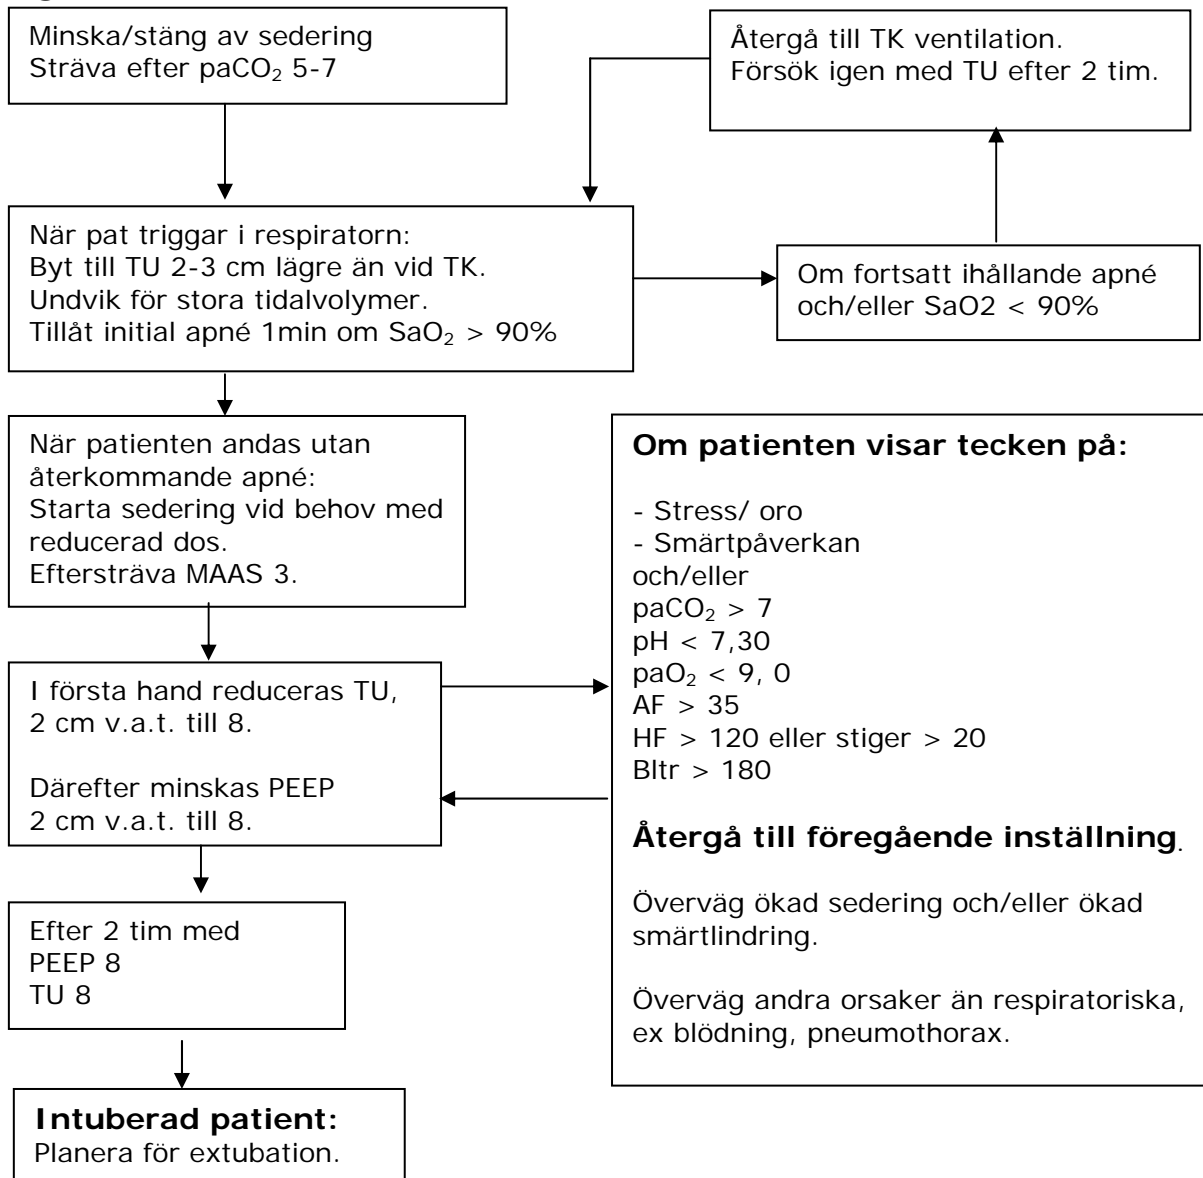 Minska/stäng av sedering
Sträva efter paCO₂ 5-7
Återgå till TK ventilation.
Försök igen med TU efter 2 tim.
När pat triggar i respiratorn:
Byt till TU 2-3 cm lägre än vid TK.
Undvik för stora tidalvolymer.
Tillåt initial apné 1min om SaO₂ > 90%
Om fortsatt ihållande apné
och/eller SaO2 < 90%
När patienten andas utan
återkommande apné:
Starta sedering vid behov med
reducerad dos.
Eftersträva MAAS 3.
Om patienten visar tecken på:
- Stress/ oro
- Smärtpåverkan
och/eller
paCO₂ > 7
pH < 7,30
paO₂ < 9, 0
AF > 35
HF > 120 eller stiger > 20
Bltr > 180
Återgå till föregående inställning.
Överväg ökad sedering och/eller ökad
smärtlindring.
Överväg andra orsaker än respiratoriska,
ex blödning, pneumothorax.
I första hand reduceras TU,
2 cm v.a.t. till 8.
Därefter minskas PEEP
2 cm v.a.t. till 8.
Efter 2 tim med
PEEP 8
TU 8
Intuberad patient:
Planera för extubation.